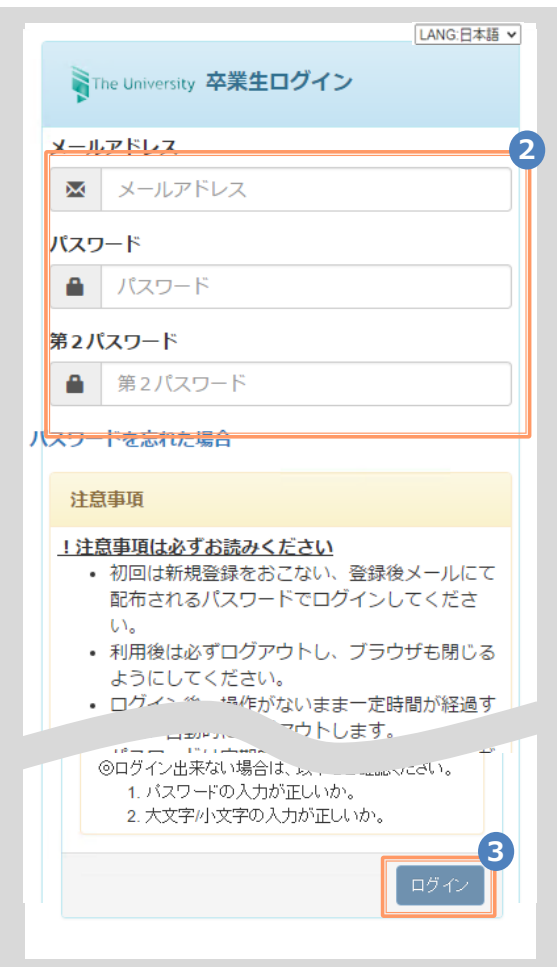 LANG:日本語
The University 卒業生ログイン
メールアドレス
2
メールアドレス
パスワード
パスワード
第2パスワード
第2パスワード
パスワードを忘れた場合
注意事項
!注意事項は必ずお読みください
• 初回は新規登録をおこない、登録後メールにて
配布されるパスワードでログインしてくださ
い。
• 利用後は必ずログアウトし、ブラウザも閉じる
ようにしてください。
• ログイン後、操作がないまま一定時間が経過す
自動的に アウトします。
◎ログイン出来ない場合は、以 ください。
1. パスワードの入力が正しいか。
2. 大文字/小文字の入力が正しいか。
3
ログイン